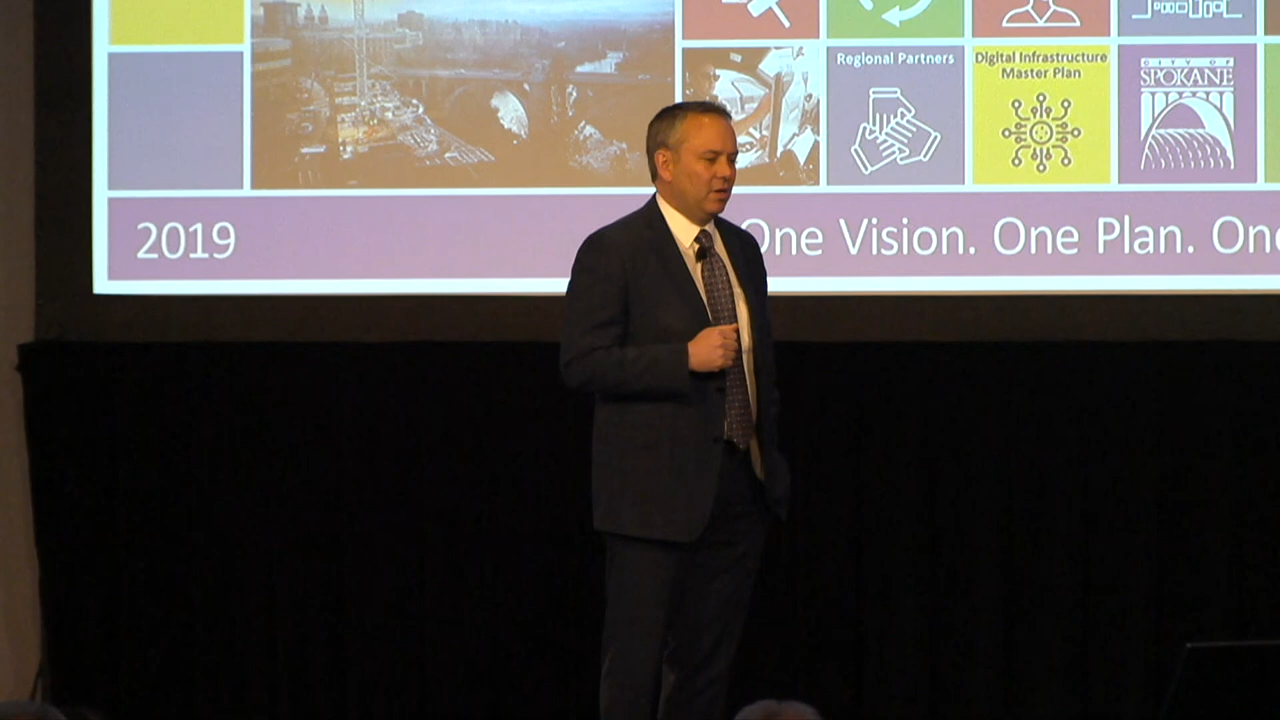 Regional Partners
Digital Infrastructure
Master Plan
CITY OF
SPOKANE
2019
One Vision. One Plan. One